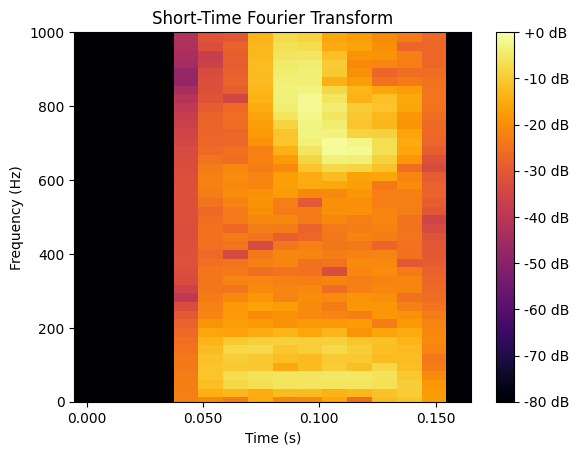 Short-Time Fourier Transform
1000
800
600
400
200
0
Frequency (Hz)
0.000
0.050
0.100
0.150
Time (s)
+0 dB
-10 dB
-20 dB
-30 dB
-40 dB
-50 dB
-60 dB
-70 dB
-80 dB